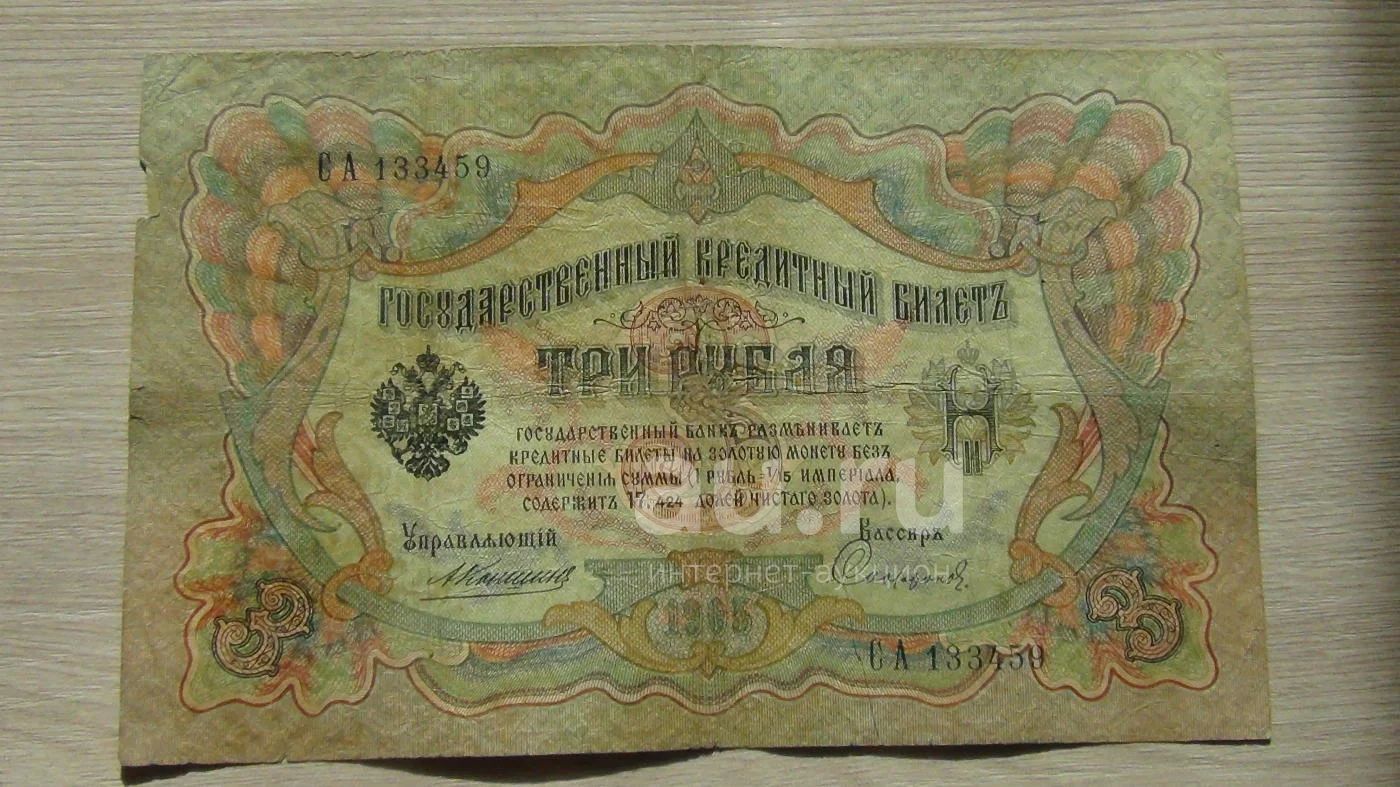 СА 133459
ГОСУДАРСТВЕННЫЙ КРЕДИТНЫЙ БИЛЕТЪ
ТРИ РУБЛЯ
ГОСУДАРСТВЕННЫЙ БАНКЪ РАЗМѢНИВАЕТЪ
КРЕДИТНЫЕ БИЛЕТЫ НА ЗОЛОТУЮ МОНЕТУ БЕЗЪ
ОГРАНИЧЕНІЯ СУММЫ (1 РУБЛЬ = 1/15 ИМПЕРІАЛА,
СОДЕРЖИТЪ 17,424 ДОЛЕЙ ЧИСТАГО ЗОЛОТА).
au.ru
Управляющій Кассиръ
интернет-аукцион
1905
3 3
СА 133459